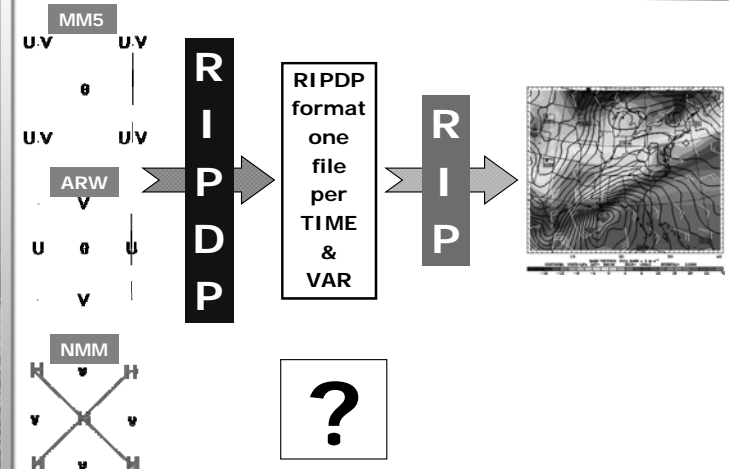 MM5
U.V U.V
θ
U.V U.V
ARW
V
U θ U
V
NMM
H v H
v H v
H v H
R
I
P
D
P
RIPDP
format
one
file
per
TIME
&
VAR
R
I
P
?